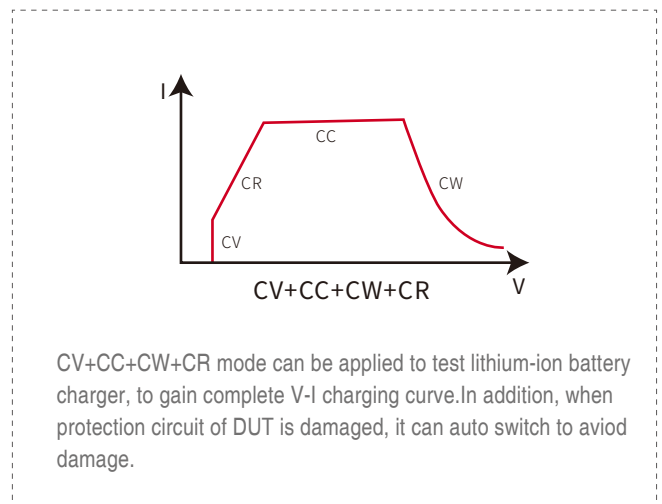 I
CC
CR
CW
CV
V
CV+CC+CW+CR
CV+CC+CW+CR mode can be applied to test lithium-ion battery
charger, to gain complete V-I charging curve.In addition, when
protection circuit of DUT is damaged, it can auto switch to aviod
damage.